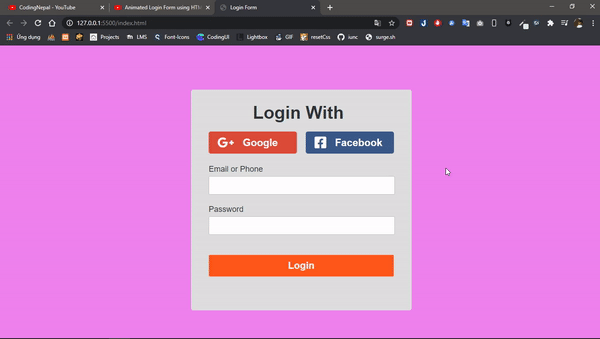 CodingNepal - YouTube
Animated Login Form using HTM
Login Form
127.0.0.1:5500/index.html
Ứng dụng
Projects
LMS
Font-Icons
CodingUI
Lightbox
GIF
resetCss
iunc
surge.sh
Login With
G+ Google
Facebook
Email or Phone
Password
Login